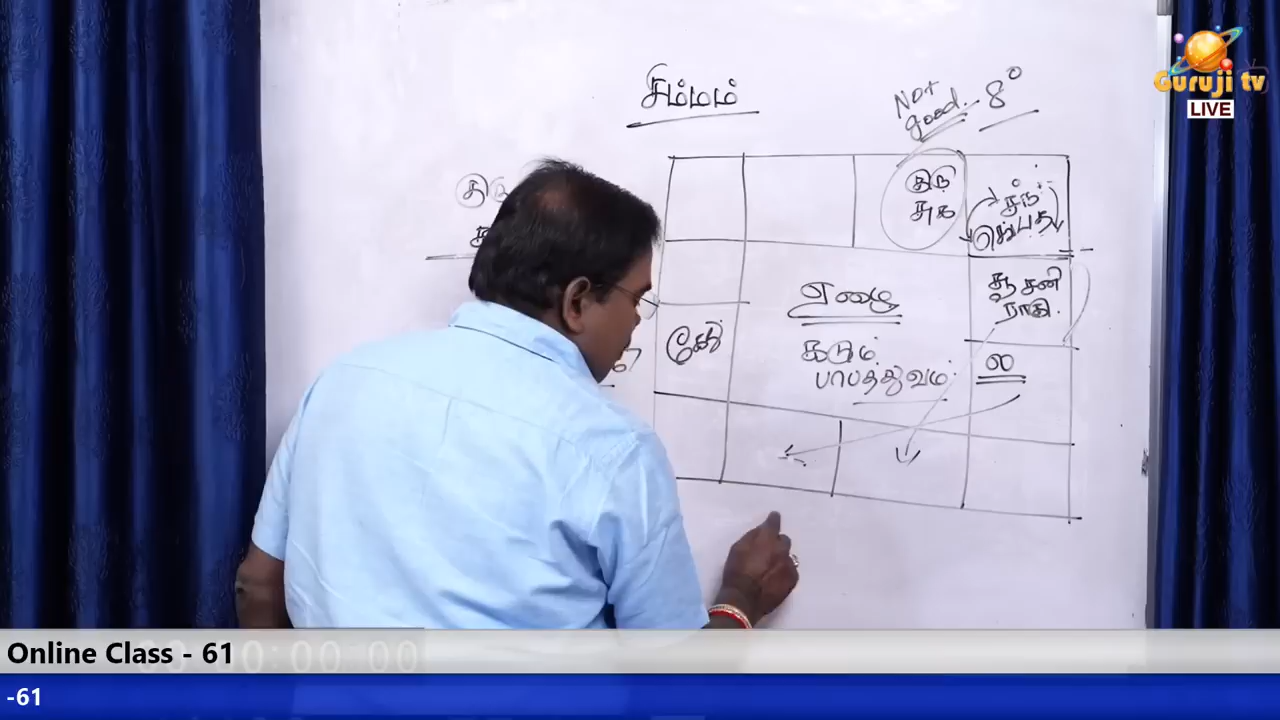 சிம்மம்
Not
good.
8°
குரு
சுக
செபுத
சூ சனி
ராகு.
ல
ஏழை
கடும்
பாபத்துவம்.
கேது
Guruji tv
LIVE
Online Class - 61
-61